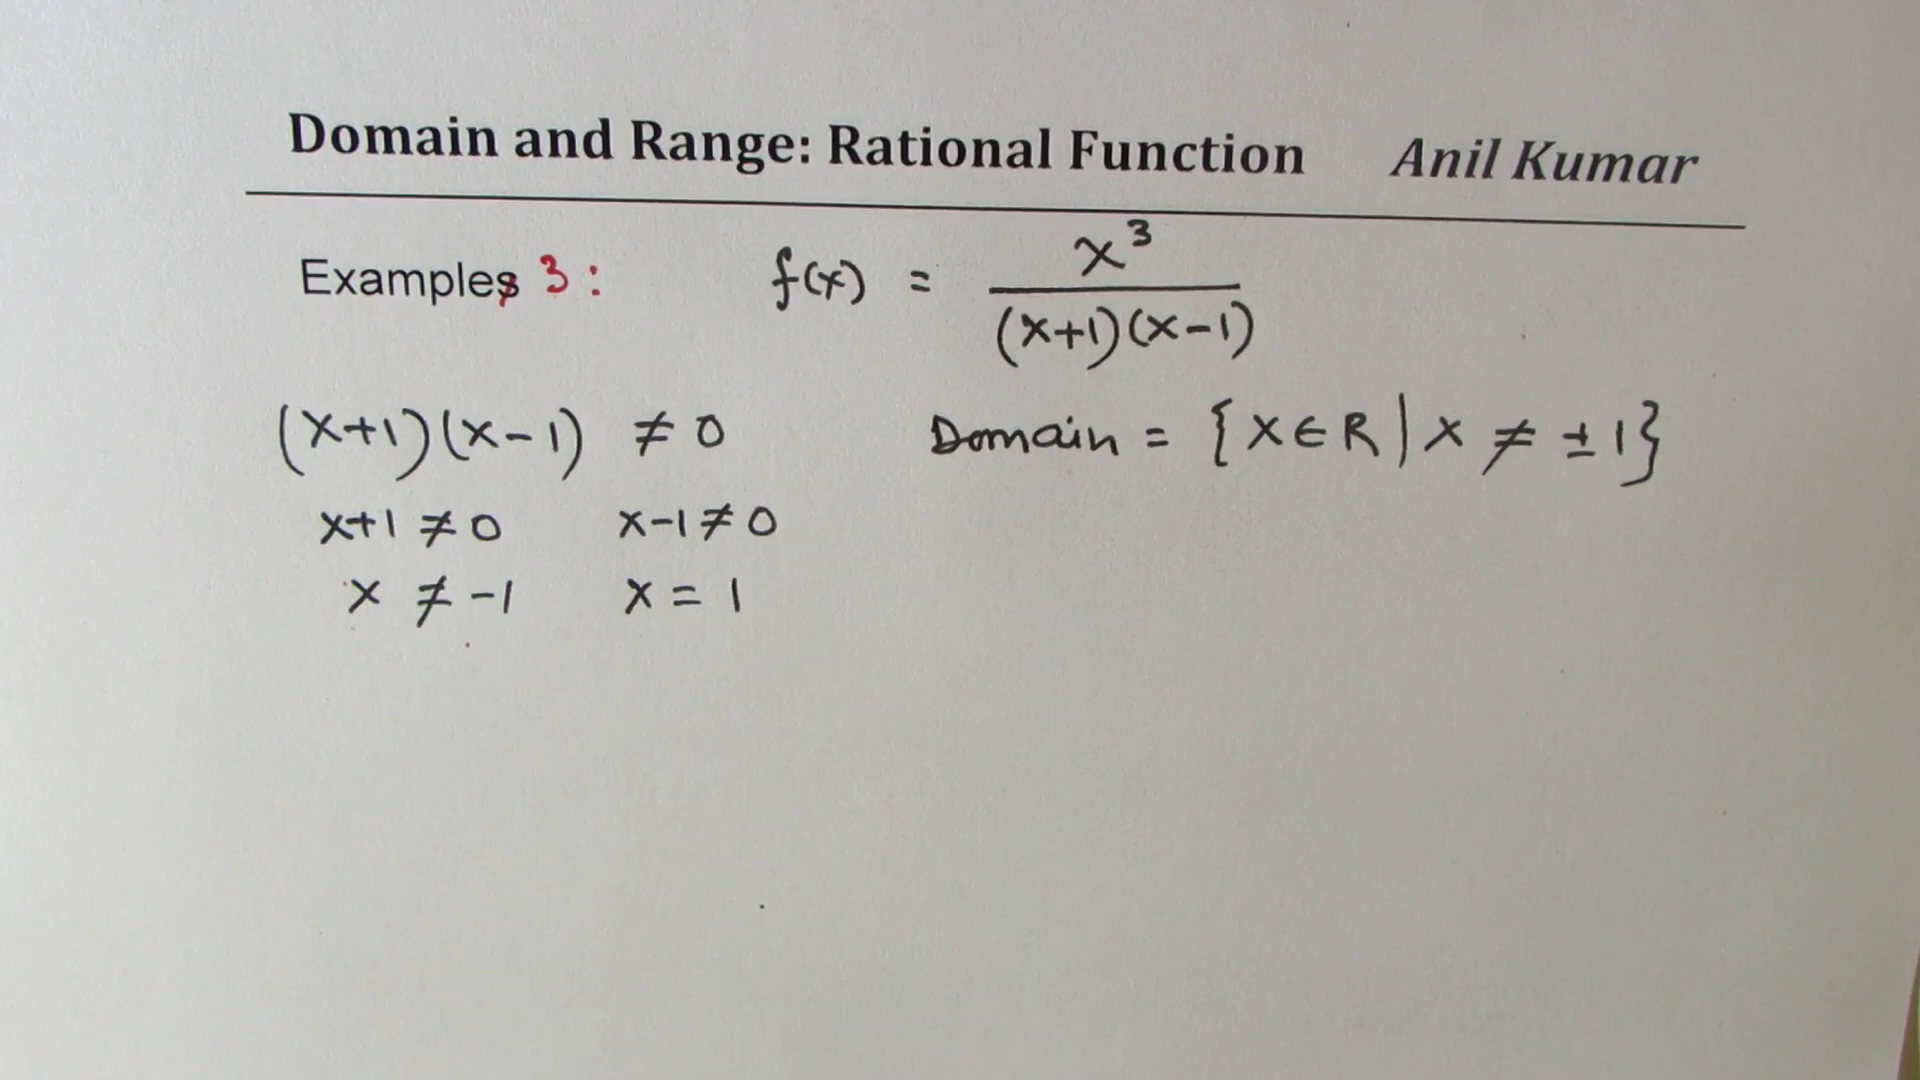 Domain and Range: Rational Function Anil Kumar
Examples 3 : f(x) = x³ / (x+1)(x-1)
(x+1)(x-1) ≠ 0 Domain = {x∈R | x ≠ ±1}
x+1 ≠ 0 x-1 ≠ 0
x ≠ -1 x = 1